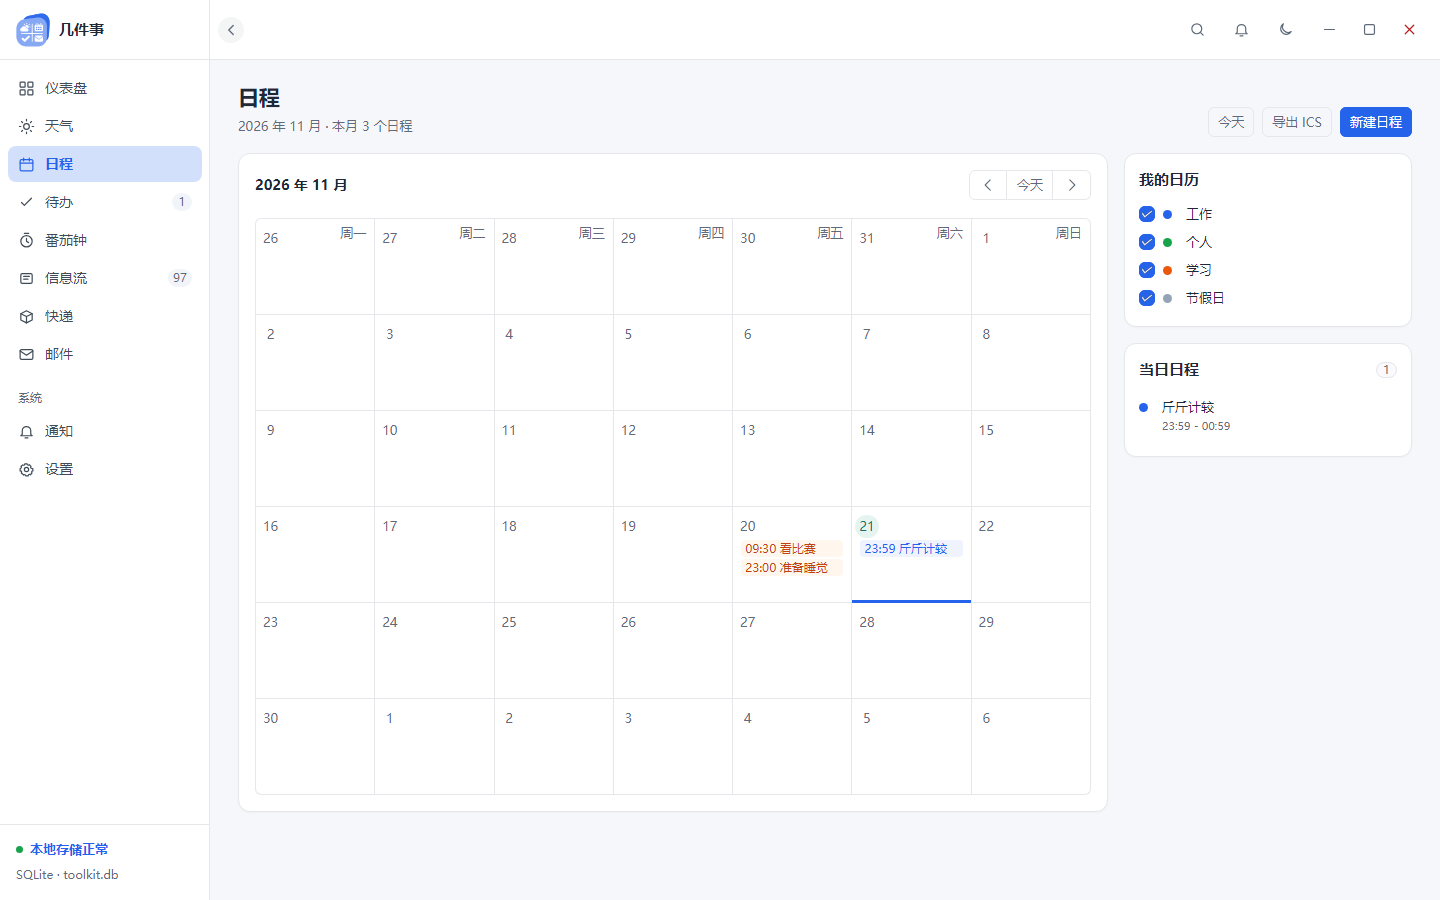 几件事
仪表盘
天气
日程
待办 1
番茄钟
信息流 97
快递
邮件
系统
通知
设置
本地存储正常
SQLite · toolkit.db
日程
2026 年 11 月 · 本月 3 个日程
今天 导出 ICS 新建日程
2026 年 11 月
今天
26 周一 27 周二 28 周三 29 周四 30 周五 31 周六 1 周日
2 3 4 5 6 7 8
9 10 11 12 13 14 15
16 17 18 19 20 21 22
09:30 看比赛 23:59 斤斤计较
23:00 准备睡觉
23 24 25 26 27 28 29
30 1 2 3 4 5 6
我的日历
工作
个人
学习
节假日
当日日程 1
斤斤计较
23:59 - 00:59